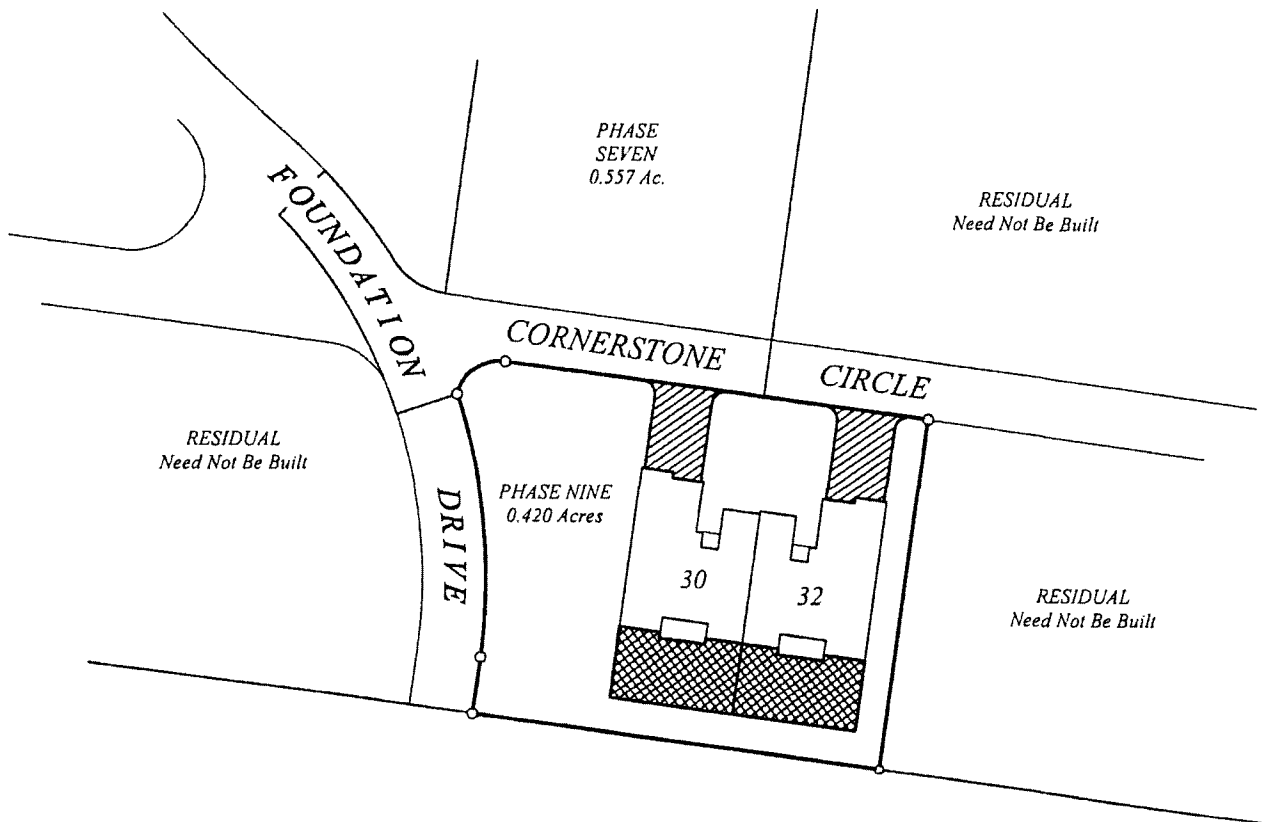 PHASE
SEVEN
0.557 Ac.
RESIDUAL
Need Not Be Built
FOUNDATION
DRIVE
CORNERSTONE CIRCLE
RESIDUAL
Need Not Be Built
PHASE NINE
0.420 Acres
30
32
RESIDUAL
Need Not Be Built